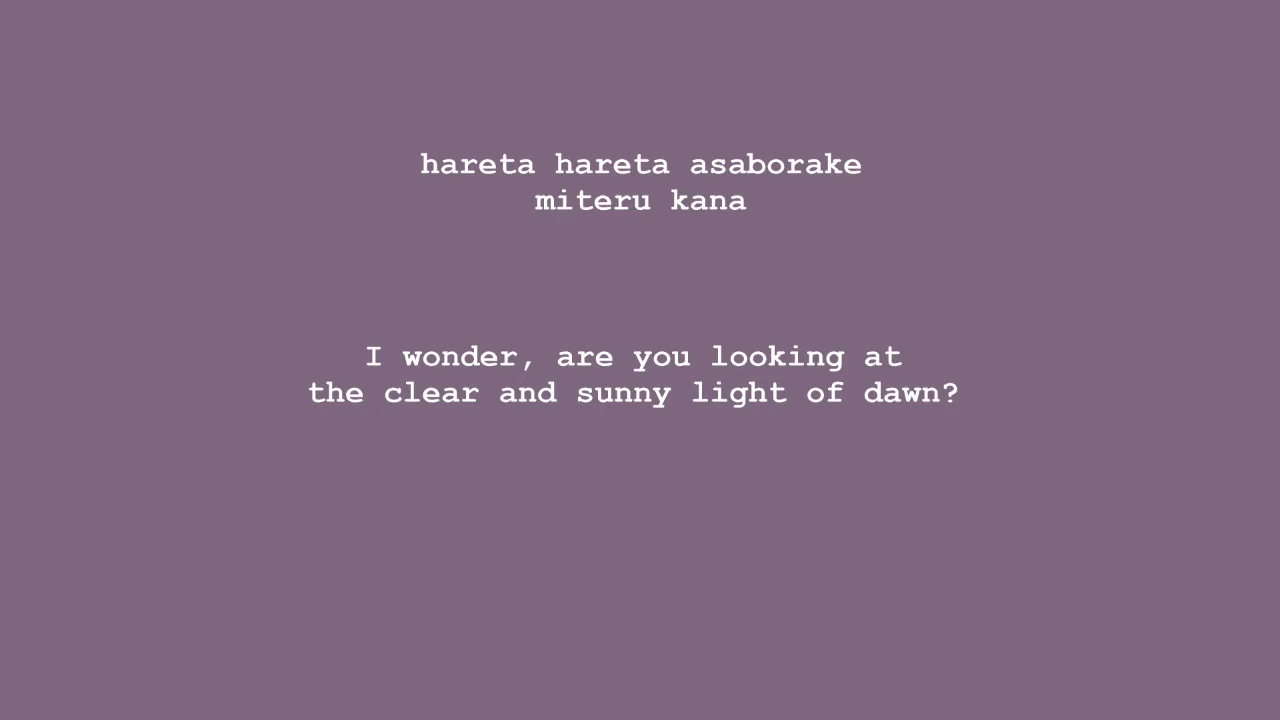 hareta hareta asaborake
miteru kana
I wonder, are you looking at
the clear and sunny light of dawn?